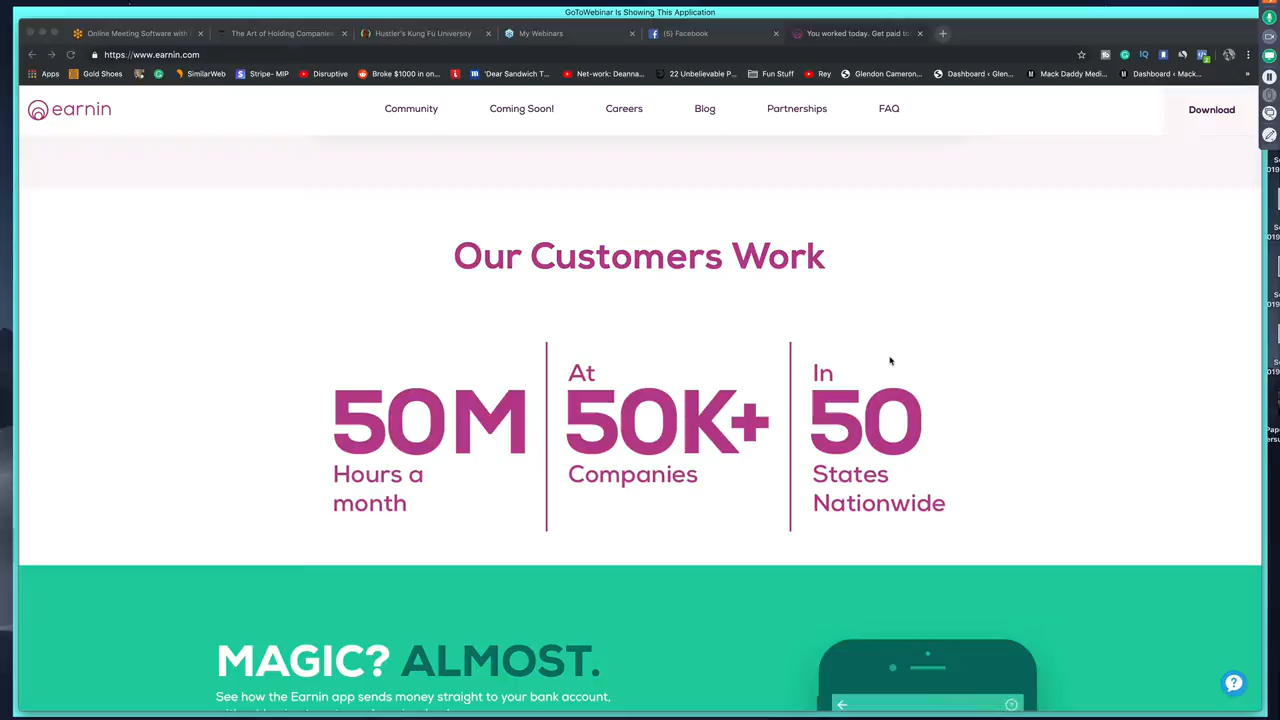 GoToWebinar Is Showing This Application
Online Meeting Software with
The Art of Holding Companies
Hustler's Kung Fu University
My Webinars
(5) Facebook
You worked today. Get paid to
https://www.earnin.com
Apps
Gold Shoes
SimilarWeb
Stripe- MIP
Disruptive
Broke $1000 in on...
'Dear Sandwich T...
Net-work: Deanna...
22 Unbelievable P...
Fun Stuff
Rey
Glendon Cameron...
Dashboard ‹ Glen...
Mack Daddy Medi...
Dashboard ‹ Mack...
earnin
Community
Coming Soon!
Careers
Blog
Partnerships
FAQ
Download
Our Customers Work
50M
Hours a
month
At
50K+
Companies
In
50
States
Nationwide
MAGIC? ALMOST.
See how the Earnin app sends money straight to your bank account,